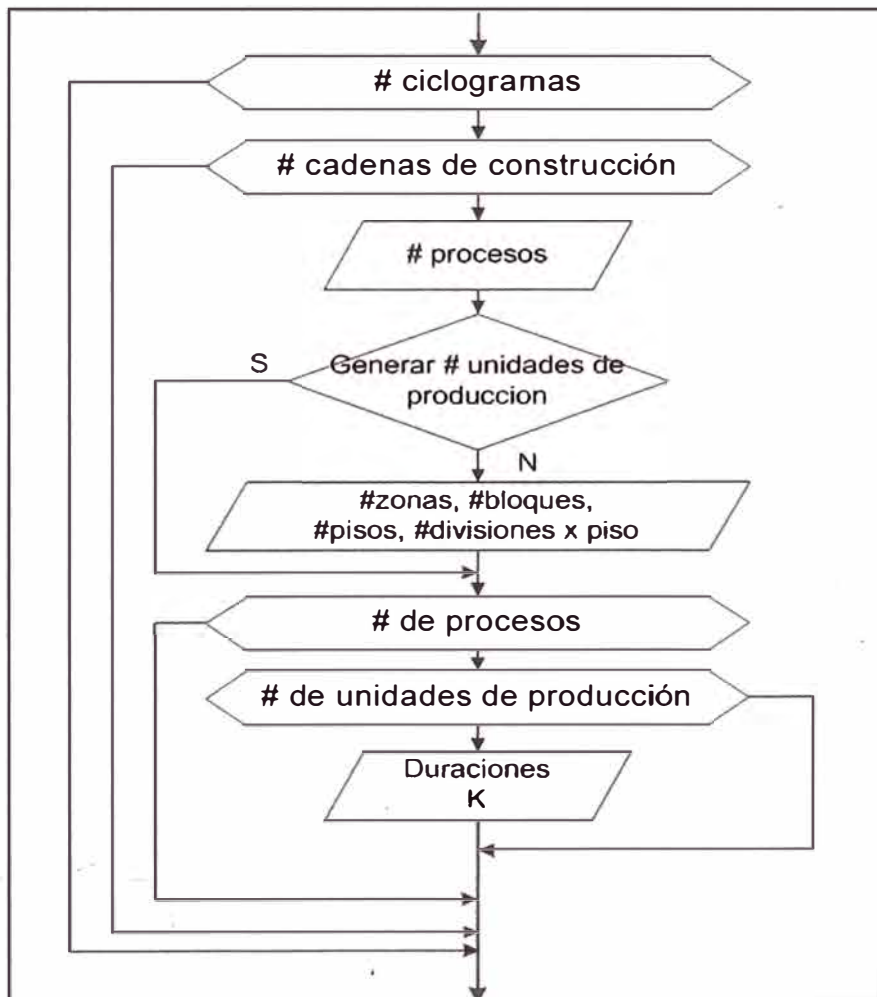 # ciclogramas
# cadenas de construcción
# procesos
Generar # unidades de
produccion
S
N
#zonas, #bloques,
#pisos, #divisiones x piso
# de procesos
# de unidades de producción
Duraciones
K